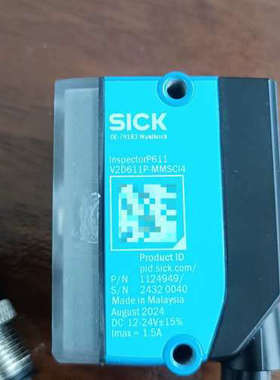 SICK
DE-79183 Waldkirch
InspectorP611
V2D611P-MMSCI4
Product ID
pid.sick.com/
P/N 1124949/
S/N 2432 0040
Made in Malaysia
August 2024
DC 12-24V±15%
Imax = 1.5A